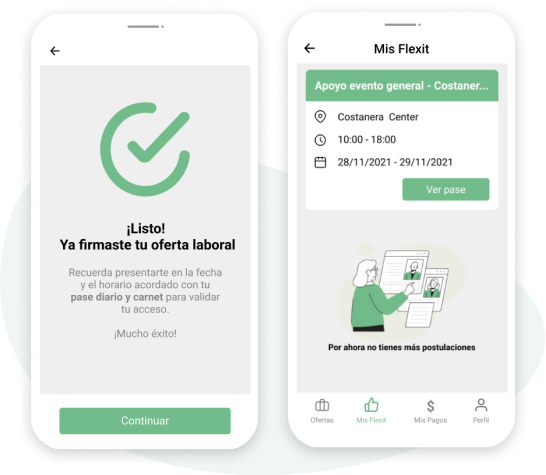 ¡Listo!
Ya firmaste tu oferta laboral
Recuerda presentarte en la fecha
y el horario acordado con tu
pase diario y carnet para validar
tu acceso.
¡Mucho éxito!
Continuar
Mis Flexit
Apoyo evento general - Costaner...
Costanera Center
10:00 - 18:00
28/11/2021 - 29/11/2021
Ver pase
Por ahora no tienes más postulaciones
Ofertas
Mis Flexit
Mis Pagos
Perfil